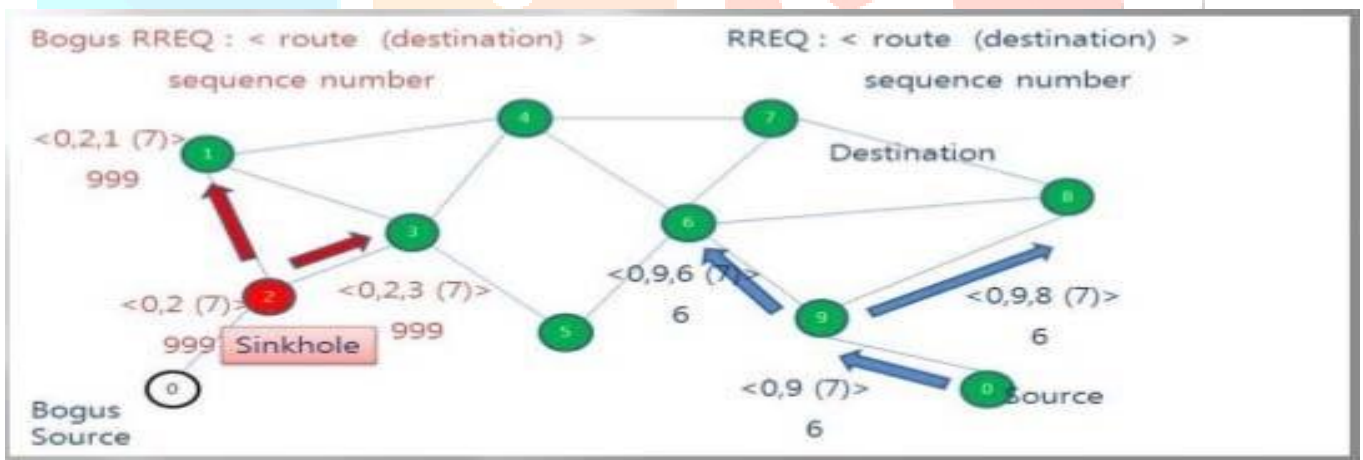 Bogus RREQ : < route (destination) >
sequence number
RREQ : < route (destination) >
sequence number
4
7
<0,2,1 (7)>
999
1
Destination
8
3
6
<0,2 (7)>
999
2
<0,2,3 (7)>
999
Sinkhole
5
<0,9,6 (7)>
6
9
<0,9,8 (7)>
6
0
Bogus
Source
<0,9 (7)>
6
0
Source